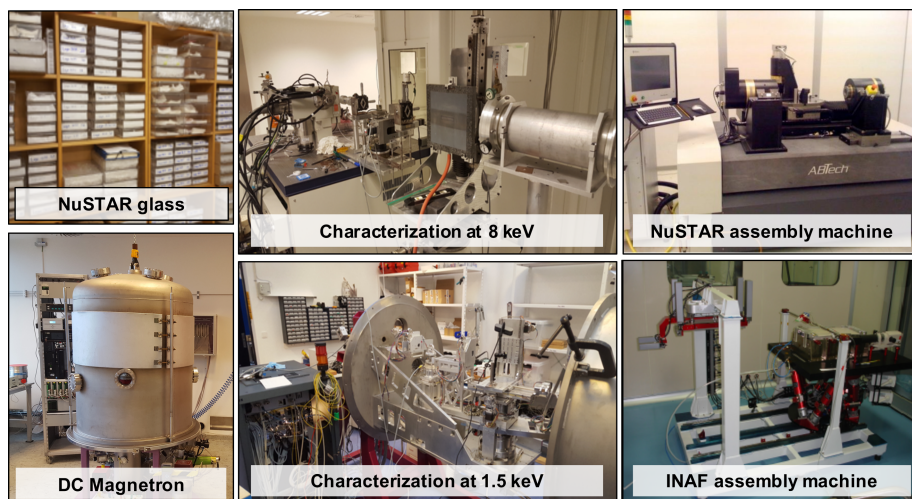 NuSTAR glass
Characterization at 8 keV
ABTech
NuSTAR assembly machine
DC Magnetron
Characterization at 1.5 keV
INAF assembly machine